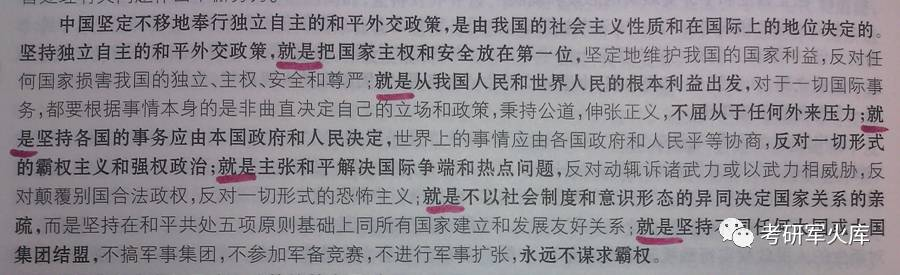 中国坚定不移地奉行独立自主的和平外交政策,是由我国的社会主义性质和在国际上的地位决定的。
坚持独立自主的和平外交政策,就是把国家主权和安全放在第一位,坚定地维护我国的国家利益,反对任
何国家损害我国的独立、主权、安全和尊严;就是从我国人民和世界人民的根本利益出发,对于一切国际事
务,都要根据事情本身的是非曲直决定自己的立场和政策,秉持公道,伸张正义,不屈从于任何外来压力;就
是坚持各国的事务应由本国政府和人民决定,世界上的事情应由各国政府和人民平等协商,反对一切形式
的霸权主义和强权政治;就是主张和平解决国际争端和热点问题,反对动辄诉诸武力或以武力相威胁,反
对颠覆别国合法政权,反对一切形式的恐怖主义;就是不以社会制度和意识形态的异同决定国家关系的亲
疏,而是坚持在和平共处五项原则基础上同所有国家建立和发展友好关系;就是坚持不同任何大国或国
集团结盟,不搞军事集团,不参加军备竞赛,不进行军事扩张,永远不谋求霸权。
考研军火库